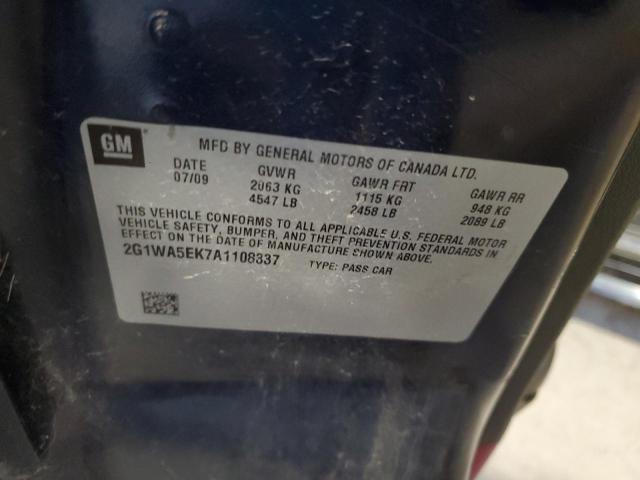 GM
MFD BY GENERAL MOTORS OF CANADA LTD.
DATE GVWR GAWR FRT GAWR RR
07/09 2063 KG 1115 KG 948 KG
4547 LB 2458 LB 2089 LB
THIS VEHICLE CONFORMS TO ALL APPLICABLE U.S. FEDERAL MOTOR
VEHICLE SAFETY, BUMPER, AND THEFT PREVENTION STANDARDS IN
EFFECT ON THE DATE OF MANUFACTURE SHOWN ABOVE.
2G1WA5EK7A1108337 TYPE: PASS CAR